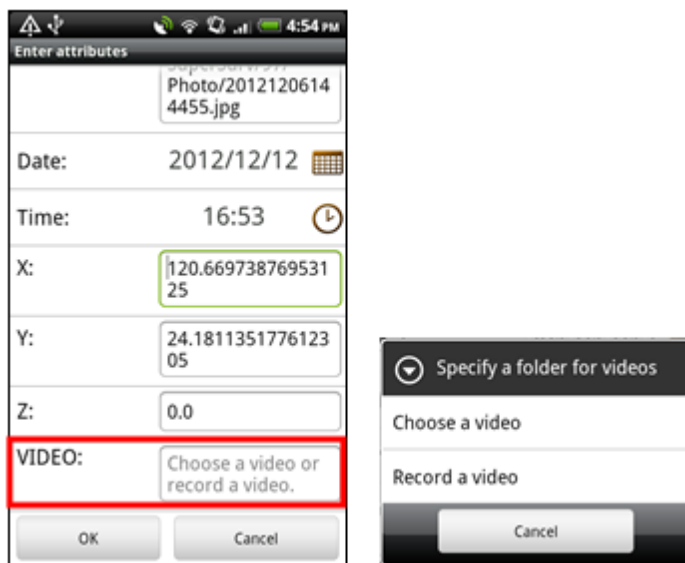 4:54 PM
Enter attributes
Photo/2012120614
4455.jpg
Date:
2012/12/12
Time:
16:53
X:
120.669738769531
25
Y:
24.1811351776123
05
Z:
0.0
VIDEO:
Choose a video or
record a video.
OK
Cancel
Specify a folder for videos
Choose a video
Record a video
Cancel